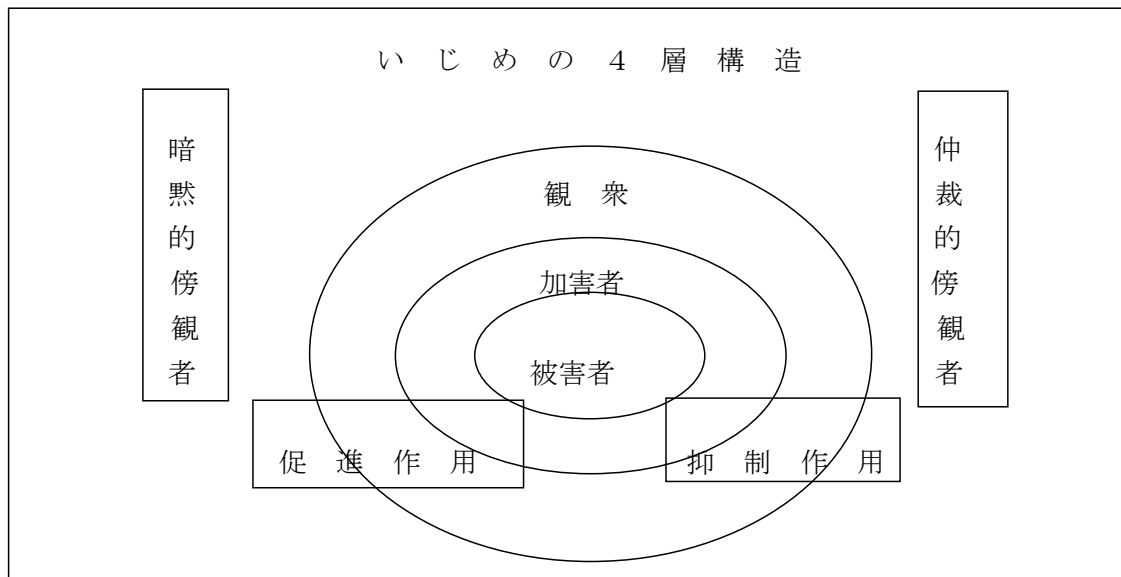 いじめの４層構造
暗黙的傍観者
仲裁的傍観者
観衆
加害者
被害者
促進作用
抑制作用